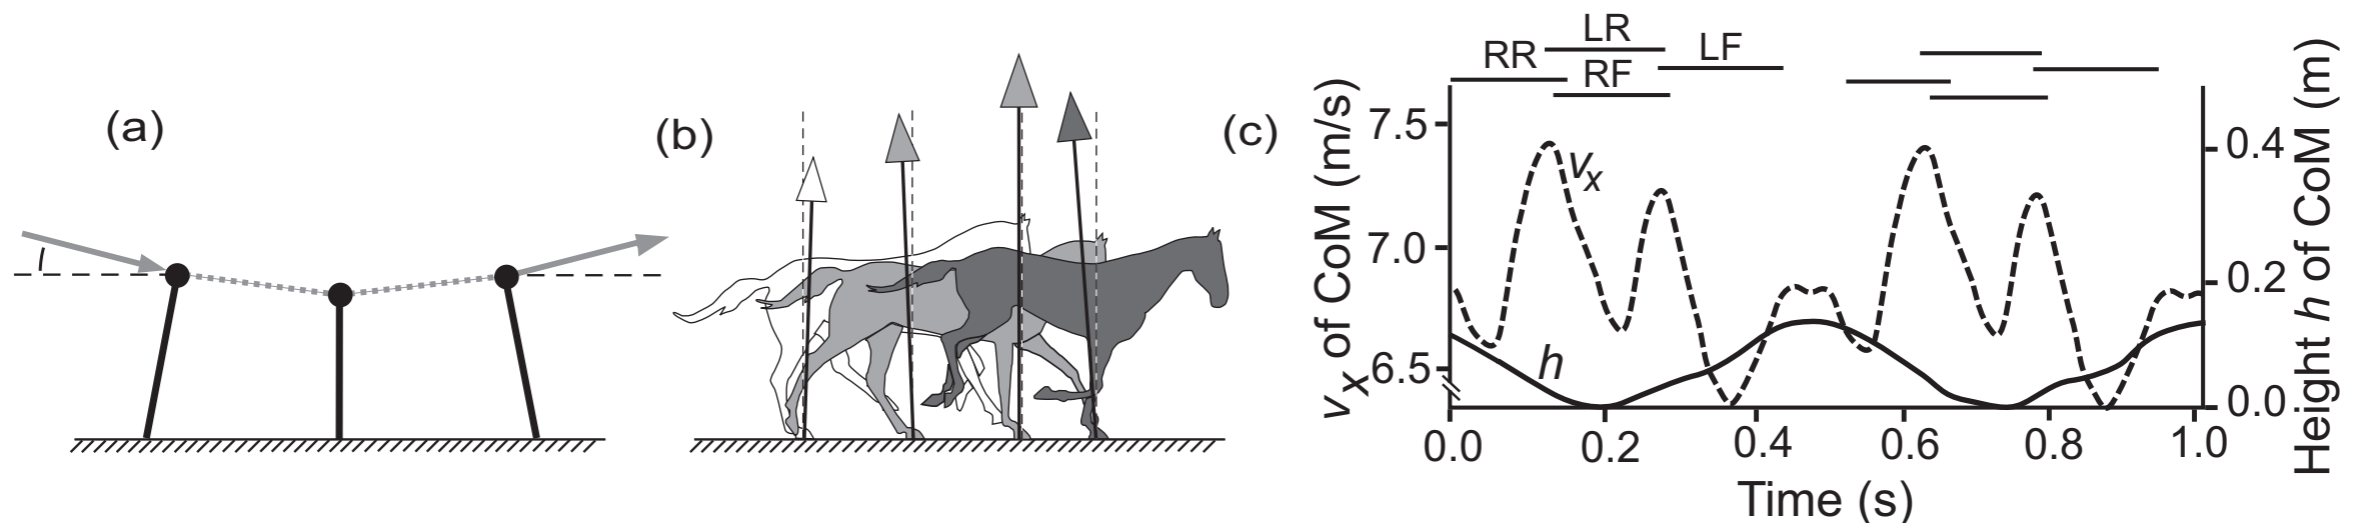 (a)
(b)
(c)
RR
LR
RF
LF
v_x of CoM (m/s)
7.5
7.0
6.5
v_x
h
0.4
0.2
0.0
Height h of CoM (m)
0.0 0.2 0.4 0.6 0.8 1.0
Time (s)